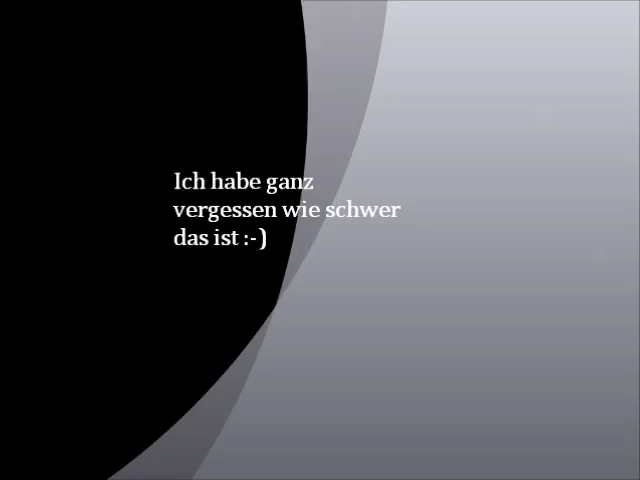 Ich habe ganz
vergessen wie schwer
das ist :-)